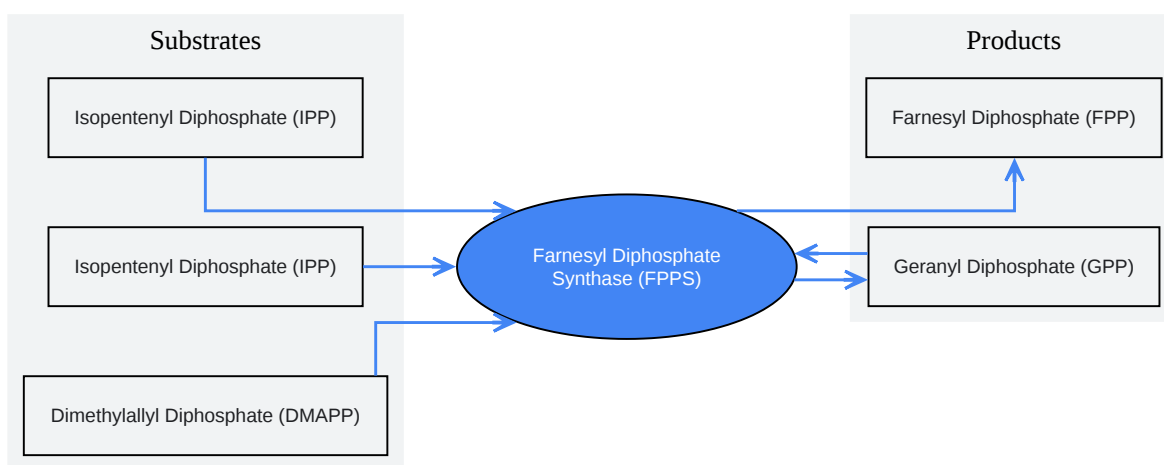 Substrates
Isopentenyl Diphosphate (IPP)
Isopentenyl Diphosphate (IPP)
Dimethylallyl Diphosphate (DMAPP)
Farnesyl Diphosphate
Synthase (FPPS)
Products
Farnesyl Diphosphate (FPP)
Geranyl Diphosphate (GPP)